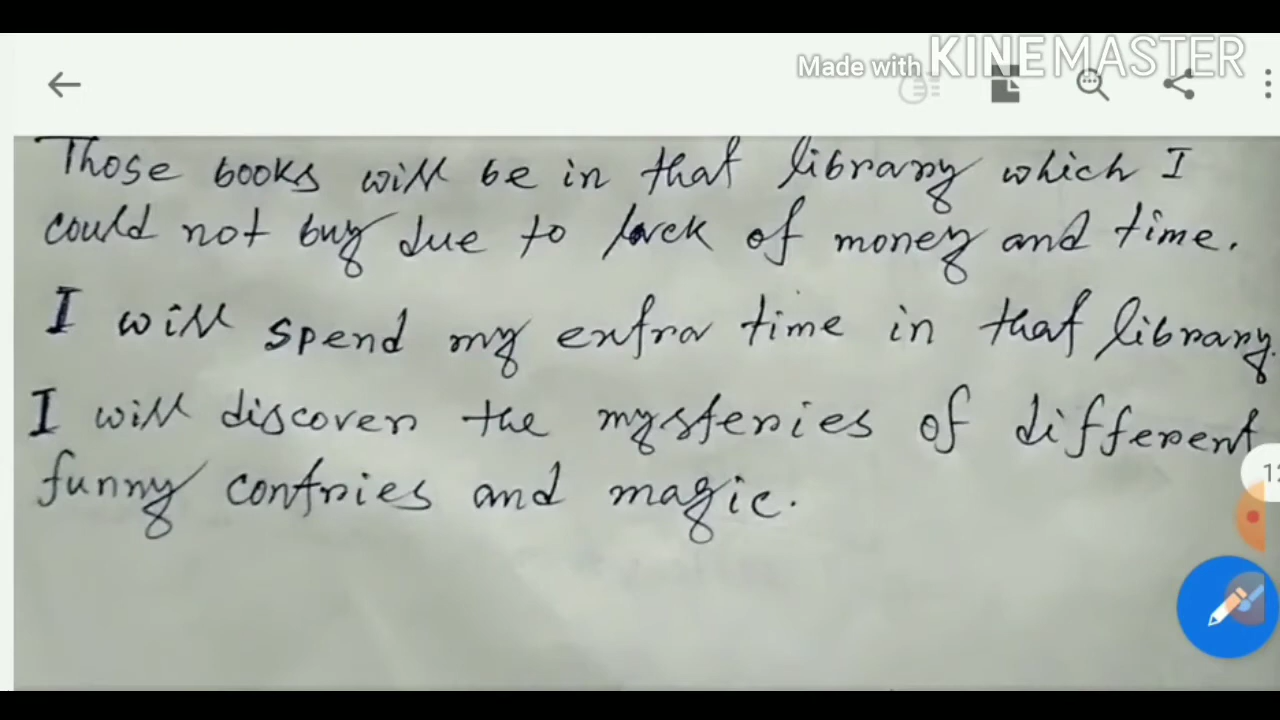 Made with KINEMASTER
Those books will be in that library which I
could not buy due to lack of money and time.
I will spend my extra time in that library.
I will discover the mysteries of different
funny contries and magic.
12